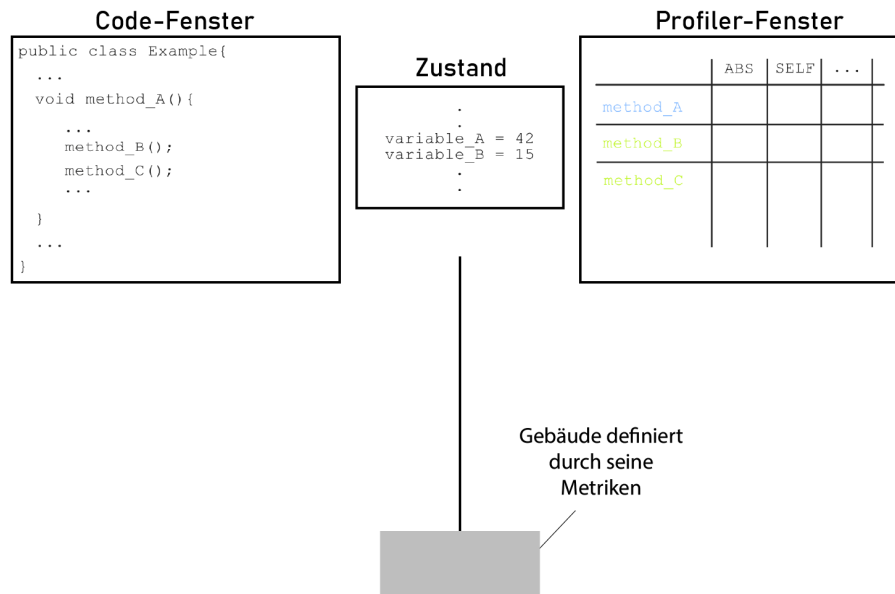 Code-Fenster
public class Example{
...
void method_A(){
...
method_B();
method_C();
...
}
...
}
Zustand
.
.
variable_A = 42
variable_B = 15
.
.
Profiler-Fenster
ABS SELF ...
method_A
method_B
method_C
Gebäude definiert
durch seine
Metriken